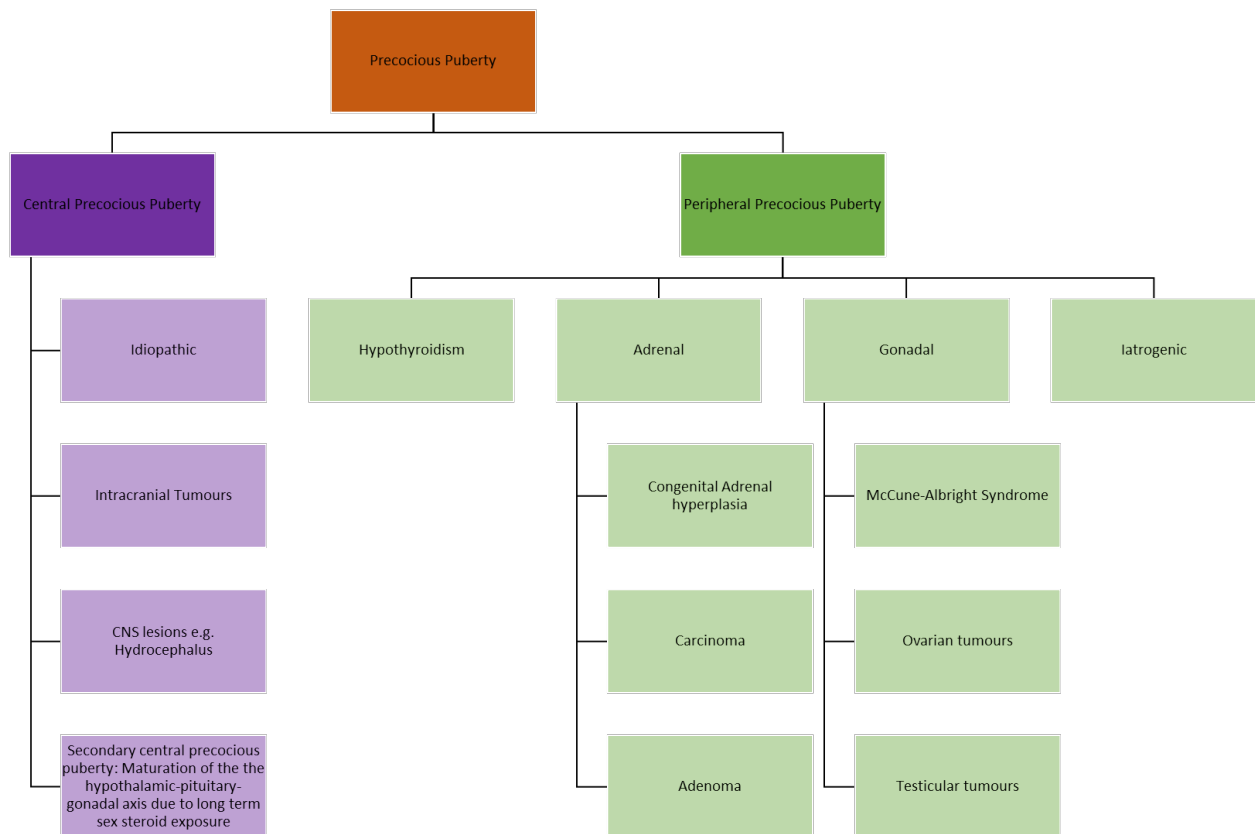 Precocious Puberty
Central Precocious Puberty
Peripheral Precocious Puberty
Idiopathic
Hypothyroidism
Adrenal
Gonadal
Iatrogenic
Intracranial Tumours
Congenital Adrenal
hyperplasia
McCune-Albright Syndrome
CNS lesions e.g.
Hydrocephalus
Carcinoma
Ovarian tumours
Secondary central precocious
puberty: Maturation of the the
hypothalamic-pituitary-
gonadal axis due to long term
sex steroid exposure
Adenoma
Testicular tumours